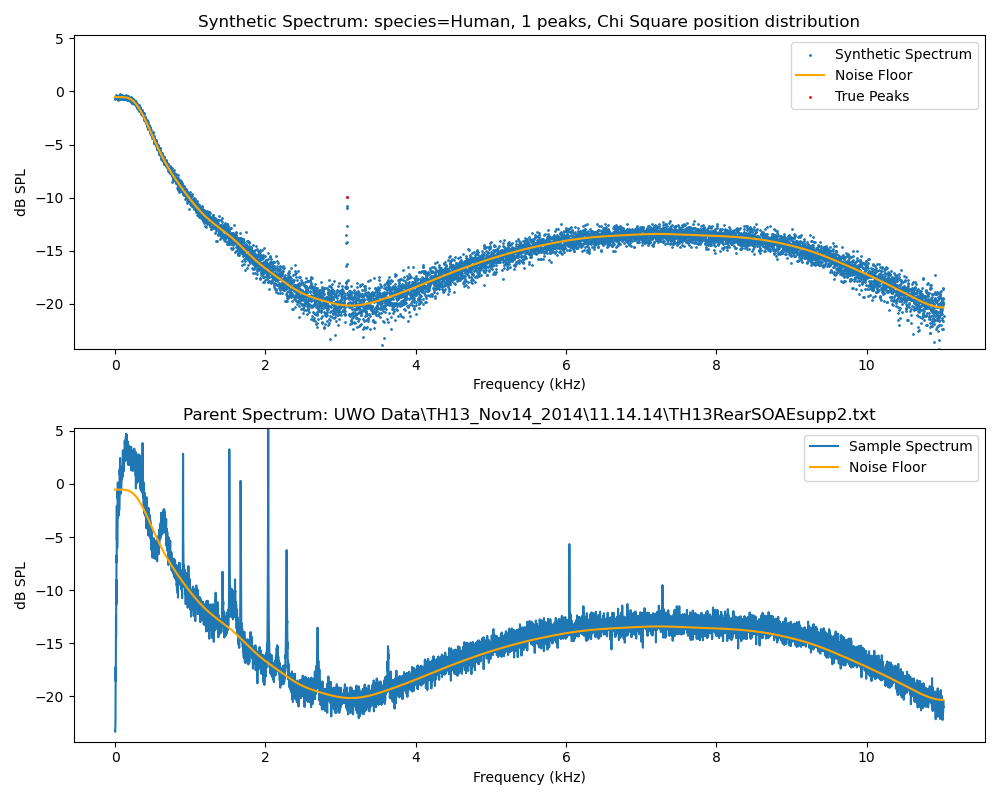 Synthetic Spectrum: species=Human, 1 peaks, Chi Square position distribution
5
0
−5
−10
−15
−20
dB SPL
Synthetic Spectrum
Noise Floor
True Peaks
0 2 4 6 8 10
Frequency (kHz)
Parent Spectrum: UWO Data\TH13_Nov14_2014\11.14.14\TH13RearSOAEsupp2.txt
5
0
−5
−10
−15
−20
dB SPL
Sample Spectrum
Noise Floor
0 2 4 6 8 10
Frequency (kHz)